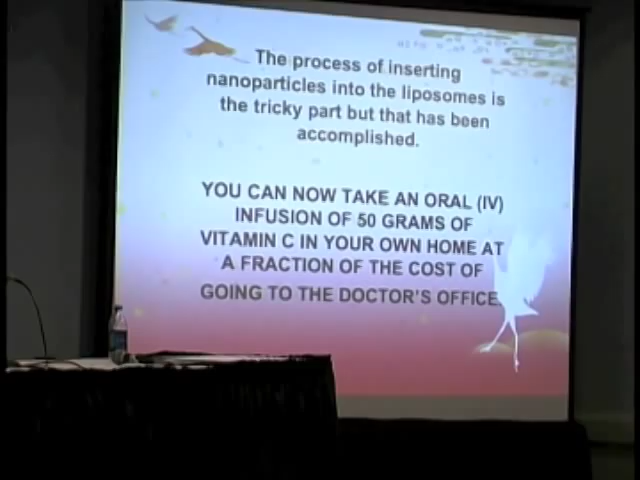 The process of inserting
nanoparticles into the liposomes is
the tricky part but that has been
accomplished.
YOU CAN NOW TAKE AN ORAL (IV)
INFUSION OF 50 GRAMS OF
VITAMIN C IN YOUR OWN HOME AT
A FRACTION OF THE COST OF
GOING TO THE DOCTOR'S OFFICE.